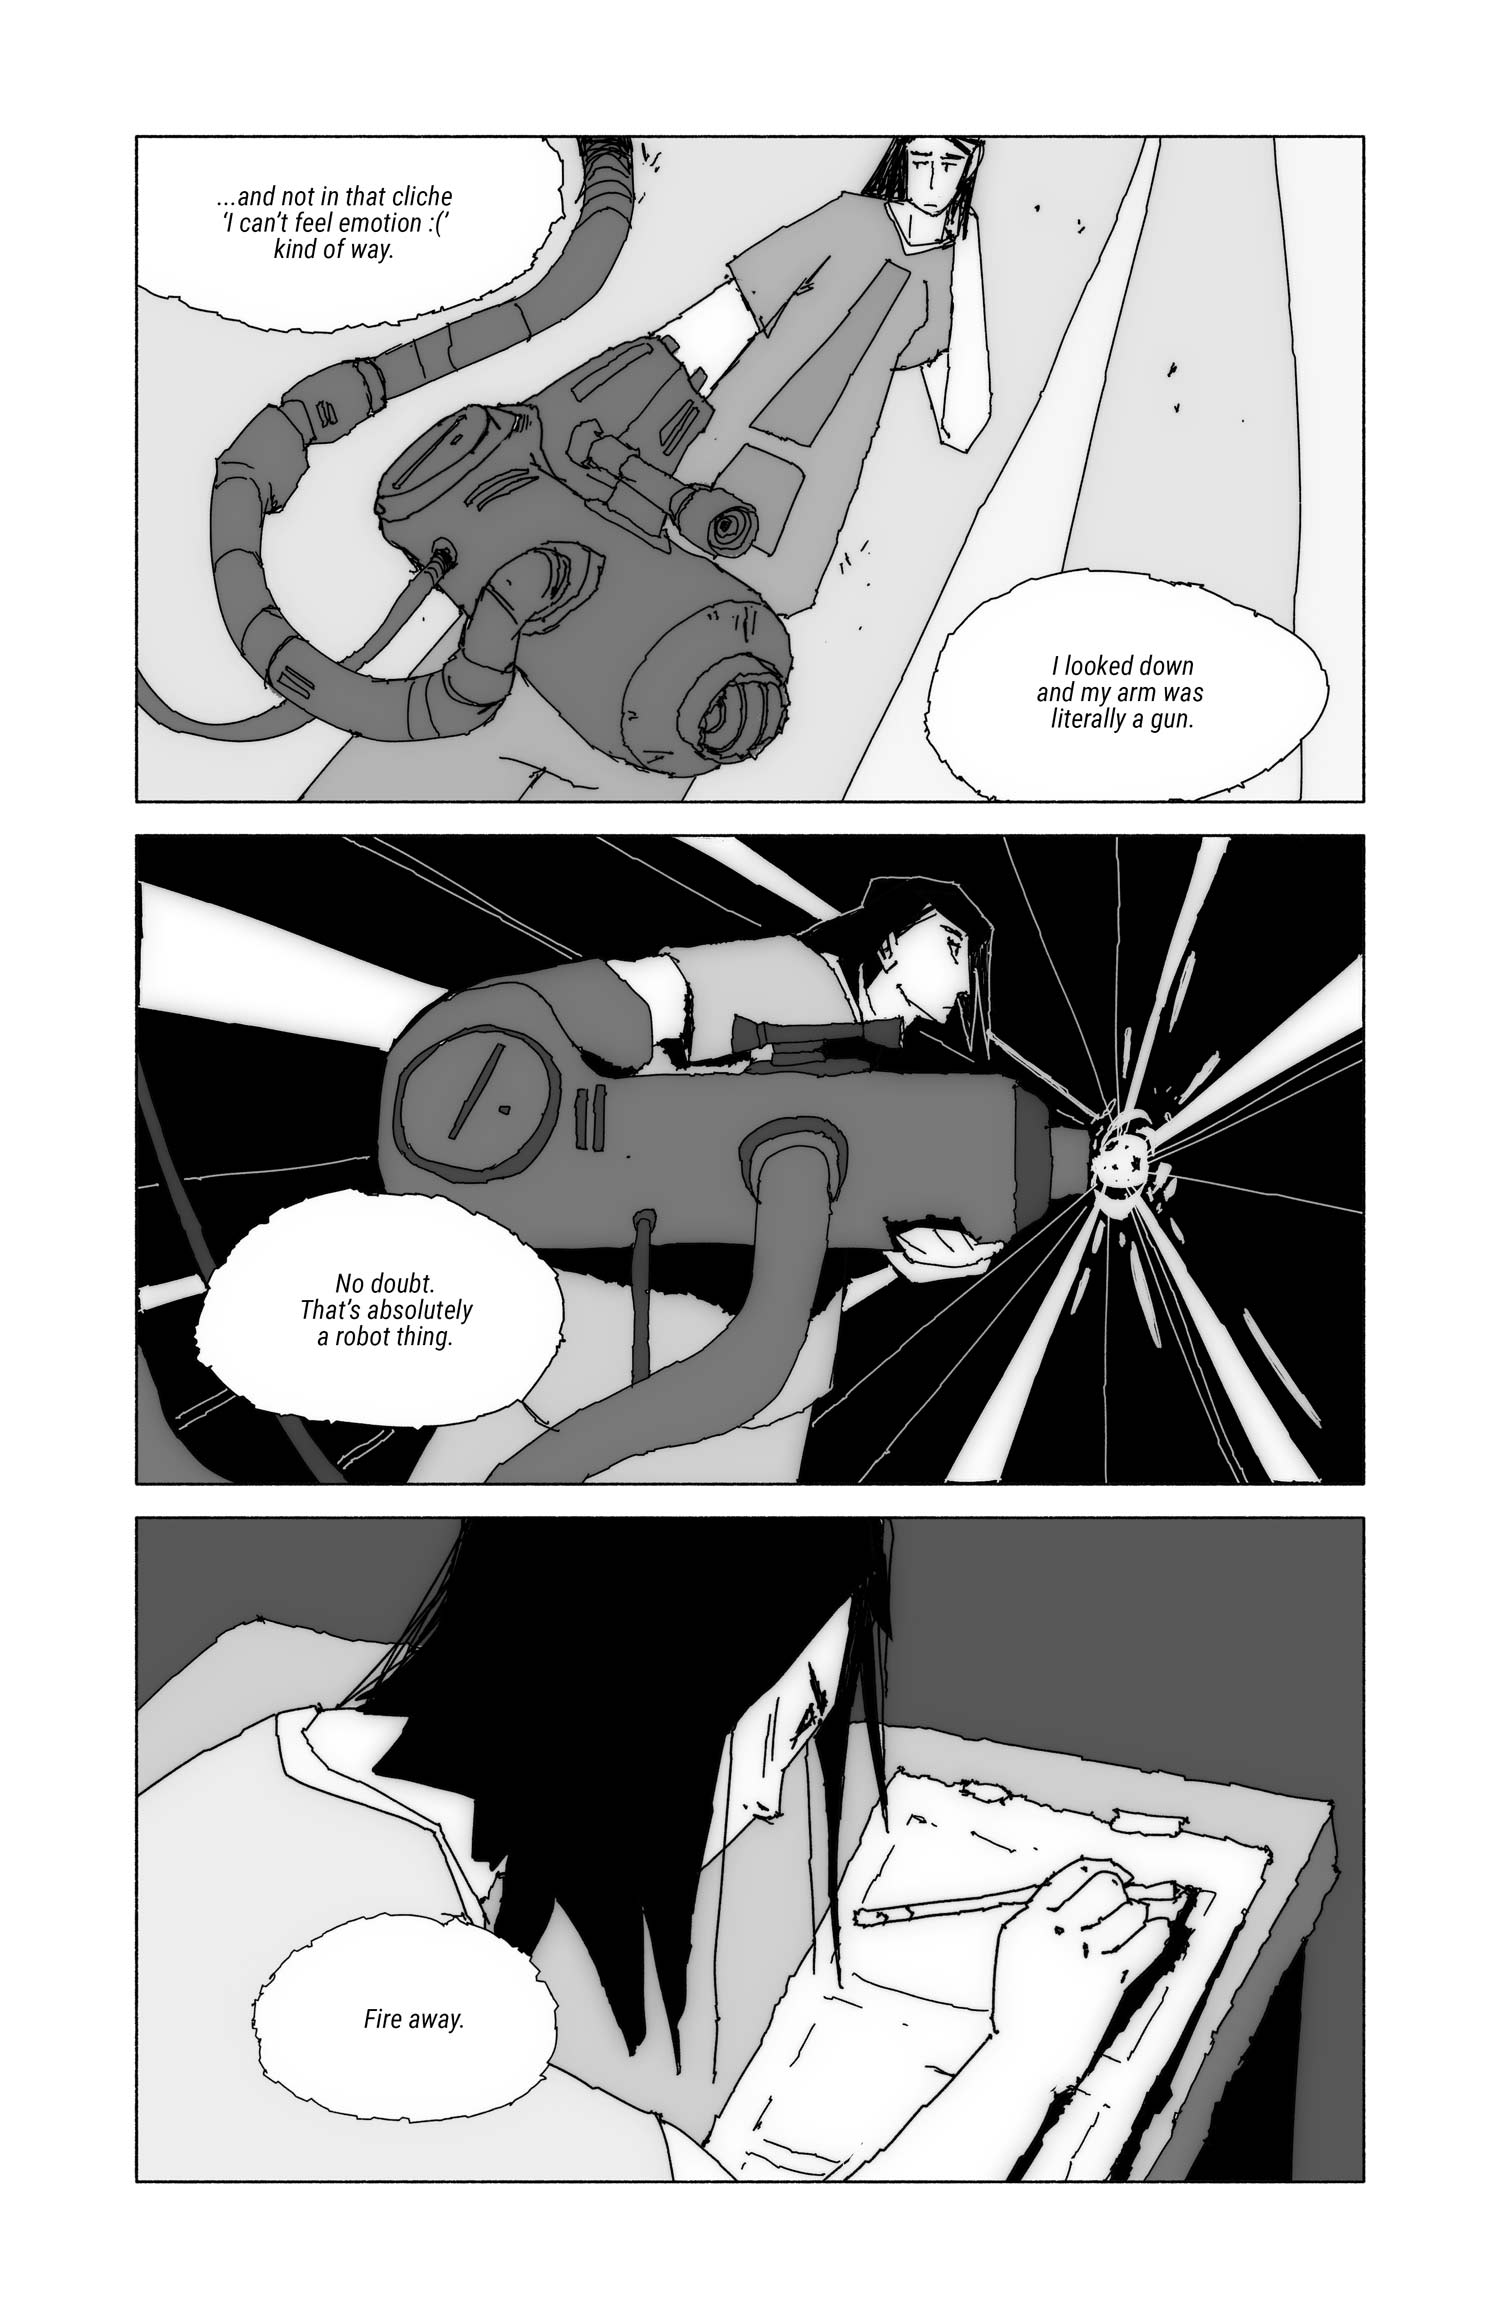 ...and not in that cliche
‘I can’t feel emotion :(’
kind of way.
I looked down
and my arm was
literally a gun.
No doubt.
That’s absolutely
a robot thing.
Fire away.